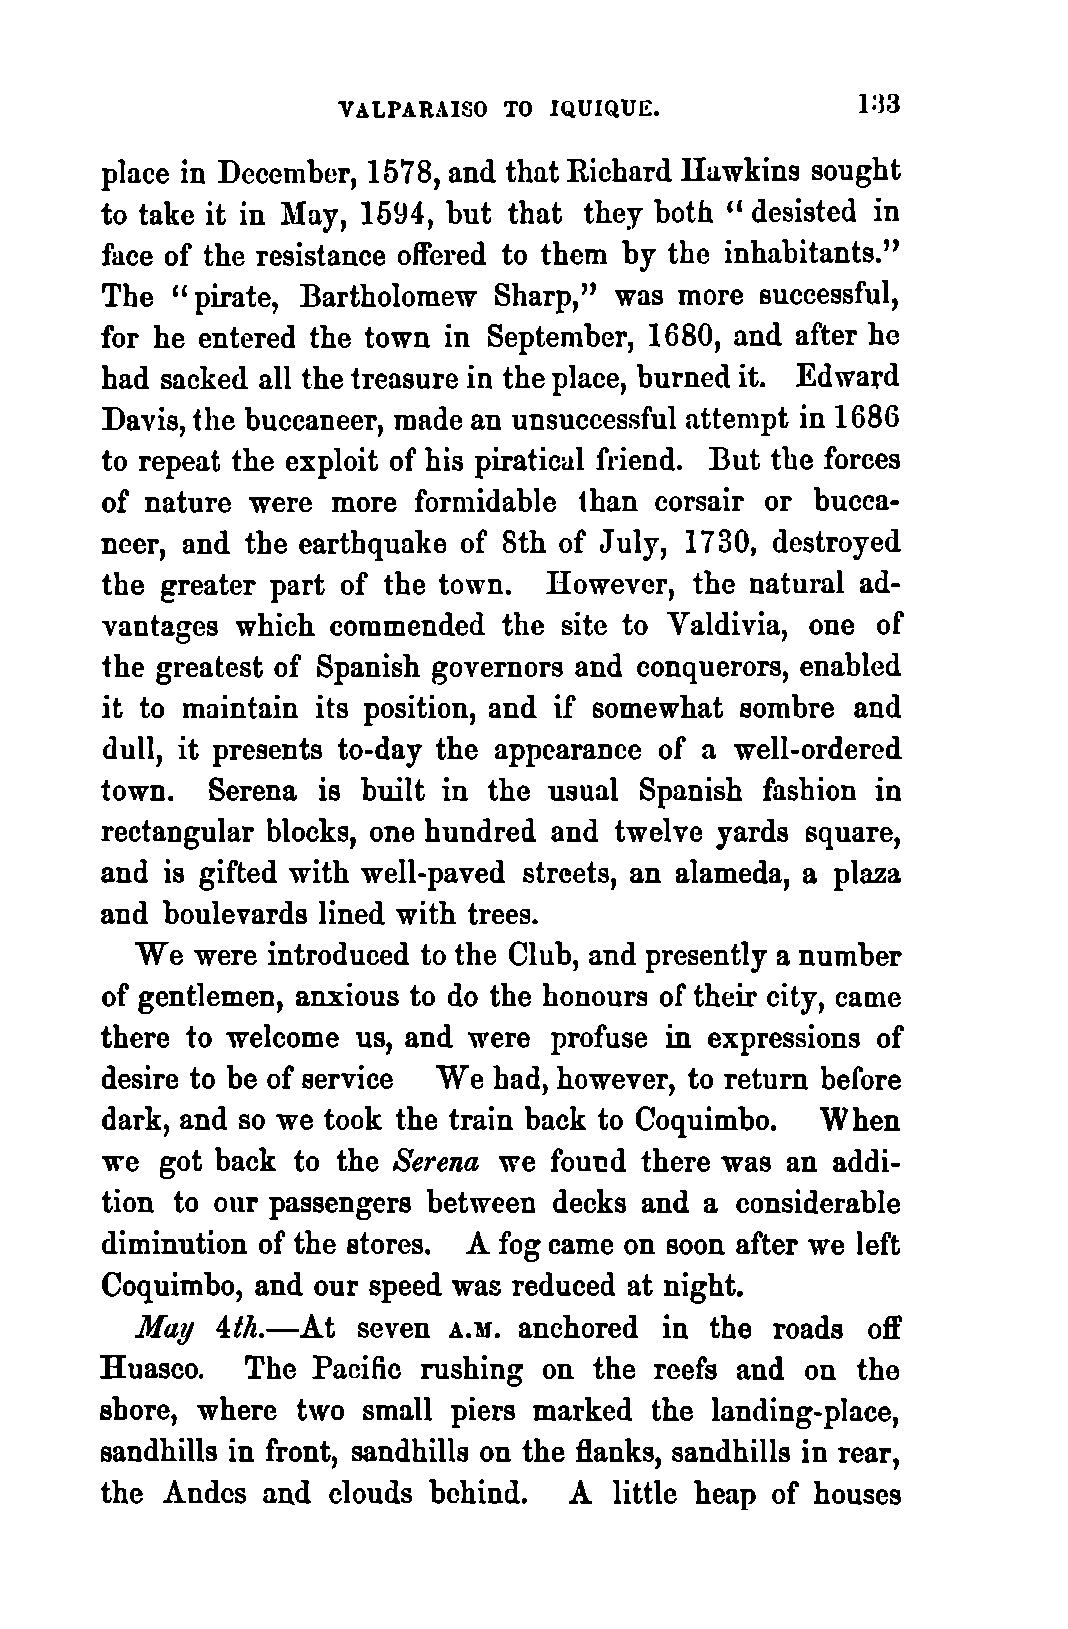 VALPARAISO TO IQUIQUE. 133
place in December, 1578, and that Richard Hawkins sought
to take it in May, 1594, but that they both “ desisted in
face of the resistance offered to them by the inhabitants.”
The “ pirate, Bartholomew Sharp,” was more successful,
for he entered the town in September, 1680, and after he
had sacked all the treasure in the place, burned it. Edward
Davis, the buccaneer, made an unsuccessful attempt in 1686
to repeat the exploit of his piratical friend. But the forces
of nature were more formidable than corsair or bucca-
neer, and the earthquake of 8th of July, 1730, destroyed
the greater part of the town. However, the natural ad-
vantages which commended the site to Valdivia, one of
the greatest of Spanish governors and conquerors, enabled
it to maintain its position, and if somewhat sombre and
dull, it presents to-day the appearance of a well-ordered
town. Serena is built in the usual Spanish fashion in
rectangular blocks, one hundred and twelve yards square,
and is gifted with well-paved streets, an alameda, a plaza
and boulevards lined with trees.
We were introduced to the Club, and presently a number
of gentlemen, anxious to do the honours of their city, came
there to welcome us, and were profuse in expressions of
desire to be of service We had, however, to return before
dark, and so we took the train back to Coquimbo. When
we got back to the Serena we found there was an addi-
tion to our passengers between decks and a considerable
diminution of the stores. A fog came on soon after we left
Coquimbo, and our speed was reduced at night.
May 4th.—At seven A.M. anchored in the roads off
Huasco. The Pacific rushing on the reefs and on the
shore, where two small piers marked the landing-place,
sandhills in front, sandhills on the flanks, sandhills in rear,
the Andes and clouds behind. A little heap of houses